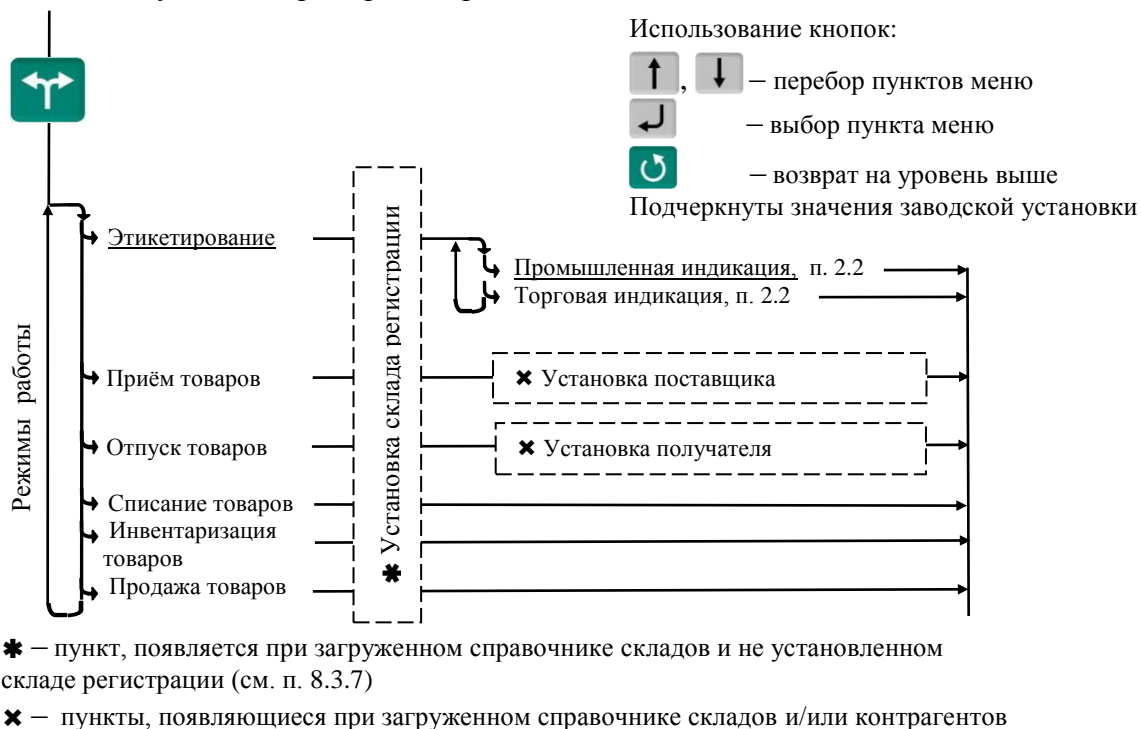 Использование кнопок:
, – перебор пунктов меню
– выбор пункта меню
– возврат на уровень выше
Подчеркнуты значения заводской установки
Режимы работы
Этикетирование
Приём товаров
Отпуск товаров
Списание товаров
Инвентаризация
товаров
Продажа товаров
✱ Установка склада регистрации
Промышленная индикация, п. 2.2
Торговая индикация, п. 2.2
✖ Установка поставщика
✖ Установка получателя
✱ – пункт, появляется при загруженном справочнике складов и не установленном
складе регистрации (см. п. 8.3.7)
✖ – пункты, появляющиеся при загруженном справочнике складов и/или контрагентов